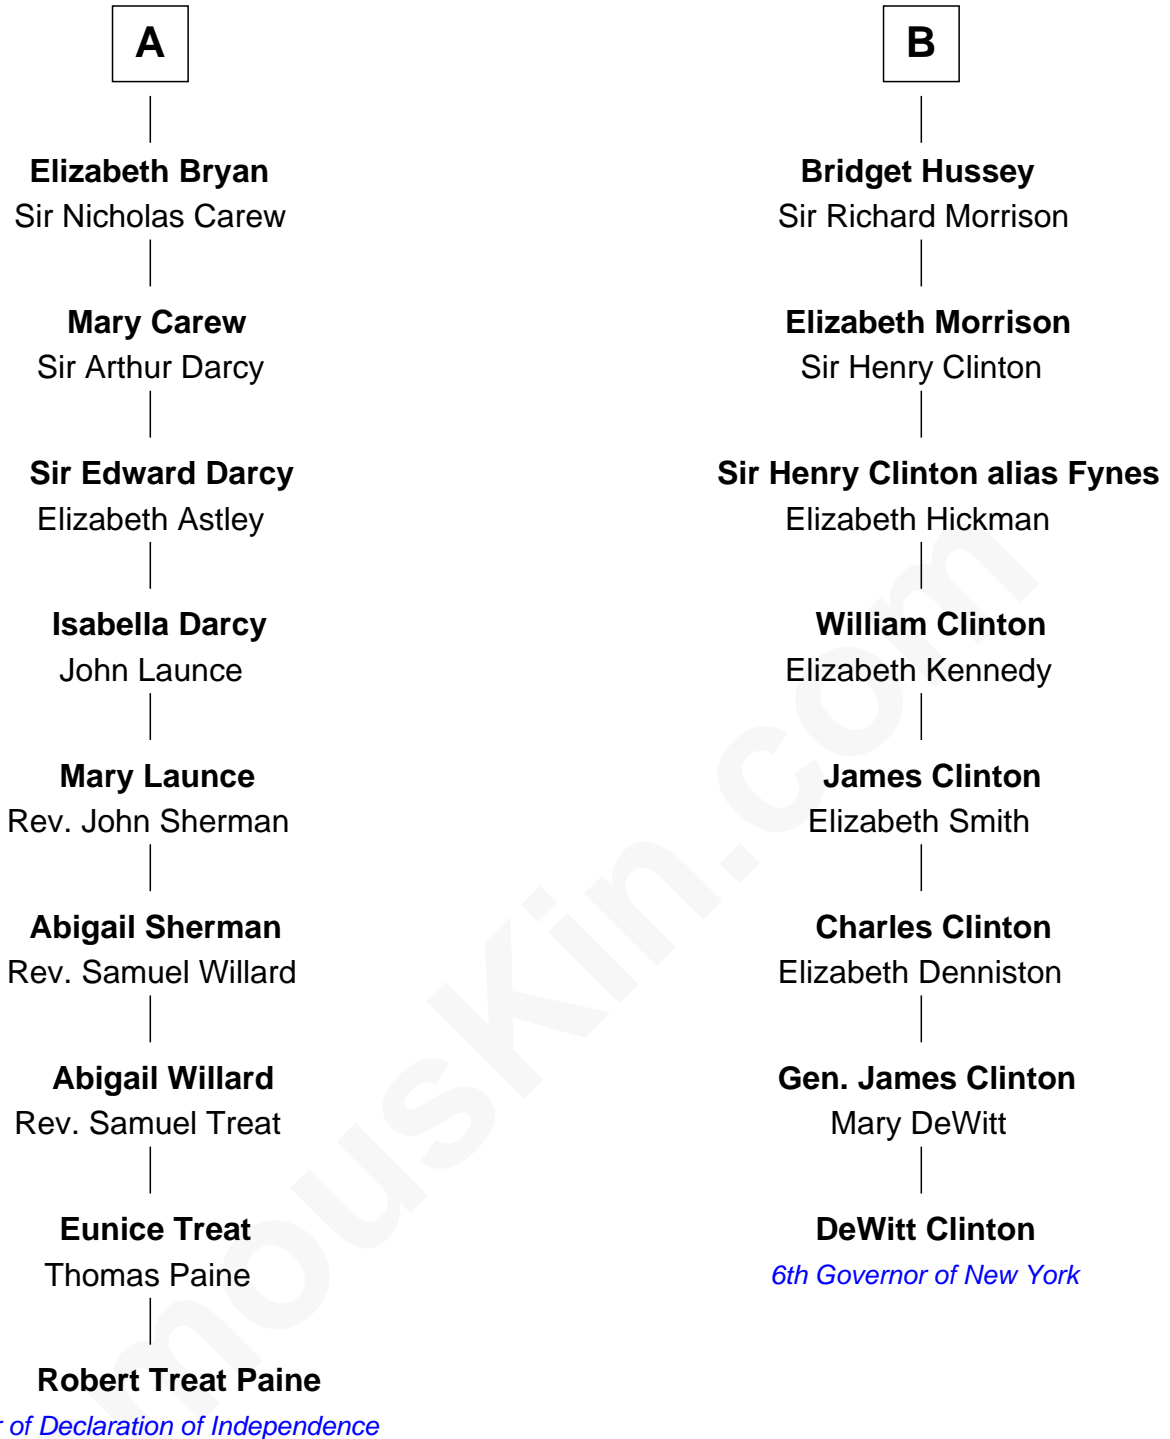 A
Elizabeth Bryan
Sir Nicholas Carew
Mary Carew
Sir Arthur Darcy
Sir Edward Darcy
Elizabeth Astley
Isabella Darcy
John Launce
Mary Launce
Rev. John Sherman
Abigail Sherman
Rev. Samuel Willard
Abigail Willard
Rev. Samuel Treat
Eunice Treat
Thomas Paine
Robert Treat Paine
r of Declaration of Independence
B
Bridget Hussey
Sir Richard Morrison
Elizabeth Morrison
Sir Henry Clinton
Sir Henry Clinton alias Fynes
Elizabeth Hickman
William Clinton
Elizabeth Kennedy
James Clinton
Elizabeth Smith
Charles Clinton
Elizabeth Denniston
Gen. James Clinton
Mary DeWitt
DeWitt Clinton
6th Governor of New York
mouskin.com